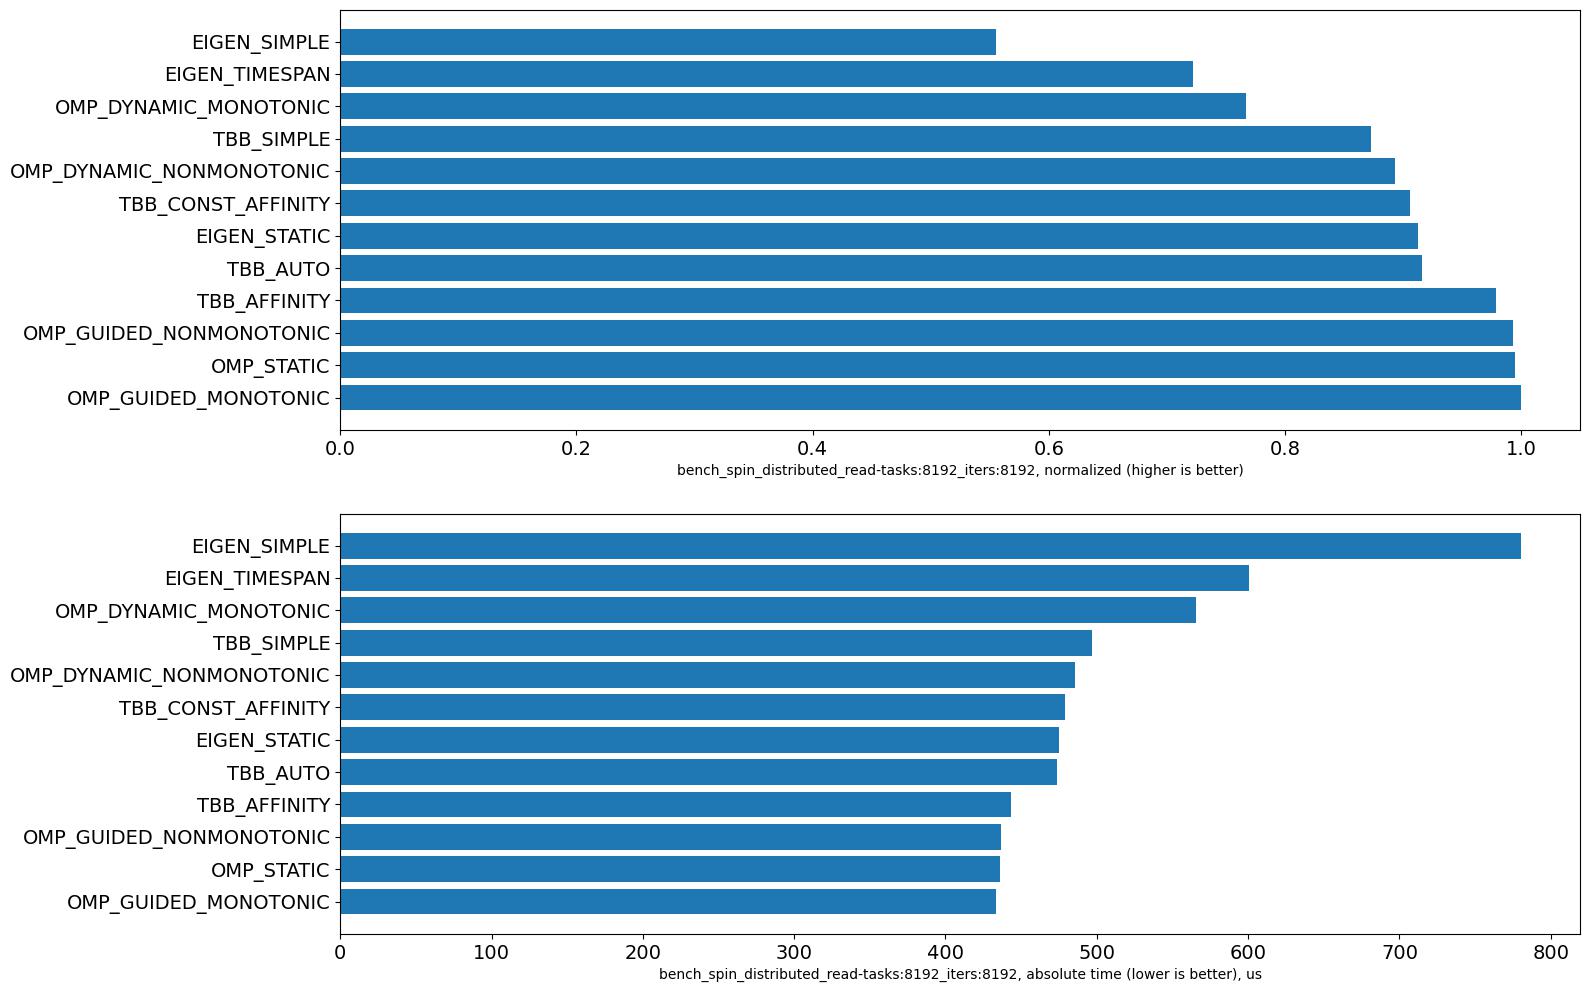 EIGEN_SIMPLE
EIGEN_TIMESPAN
OMP_DYNAMIC_MONOTONIC
TBB_SIMPLE
OMP_DYNAMIC_NONMONOTONIC
TBB_CONST_AFFINITY
EIGEN_STATIC
TBB_AUTO
TBB_AFFINITY
OMP_GUIDED_NONMONOTONIC
OMP_STATIC
OMP_GUIDED_MONOTONIC
0.0 0.2 0.4 0.6 0.8 1.0
bench_spin_distributed_read-tasks:8192_iters:8192, normalized (higher is better)
EIGEN_SIMPLE
EIGEN_TIMESPAN
OMP_DYNAMIC_MONOTONIC
TBB_SIMPLE
OMP_DYNAMIC_NONMONOTONIC
TBB_CONST_AFFINITY
EIGEN_STATIC
TBB_AUTO
TBB_AFFINITY
OMP_GUIDED_NONMONOTONIC
OMP_STATIC
OMP_GUIDED_MONOTONIC
0 100 200 300 400 500 600 700 800
bench_spin_distributed_read-tasks:8192_iters:8192, absolute time (lower is better), us